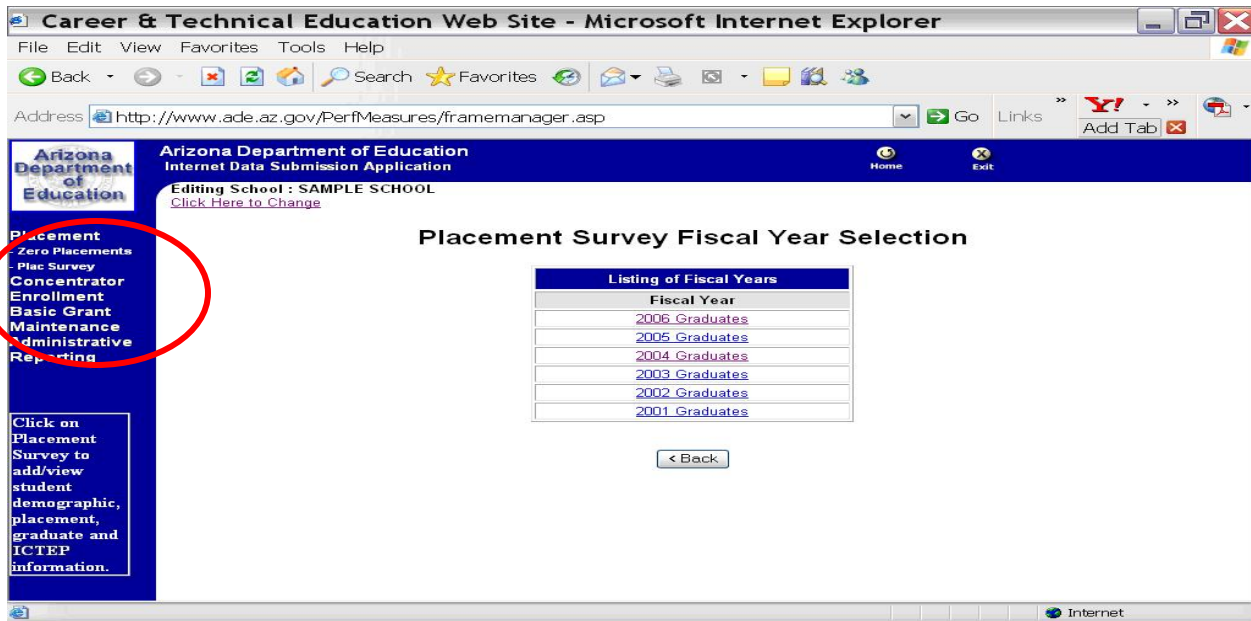 Career & Technical Education Web Site - Microsoft Internet Explorer
File Edit View Favorites Tools Help
Back Search Favorites
Address http://www.ade.az.gov/PerfMeasures/framemanager.asp Go Links » Y! »
Add Tab
Arizona
Department
of
Education
Arizona Department of Education
Internet Data Submission Application
Home Exit
Editing School : SAMPLE SCHOOL
Click Here to Change
Placement
- Zero Placements
- Plac Survey
Concentrator
Enrollment
Basic Grant
Maintenance
Administrative
Reporting
Click on
Placement
Survey to
add/view
student
demographic,
placement,
graduate and
ICTEP
information.
Placement Survey Fiscal Year Selection
Listing of Fiscal Years
Fiscal Year
2006 Graduates
2005 Graduates
2004 Graduates
2003 Graduates
2002 Graduates
2001 Graduates
< Back
Internet